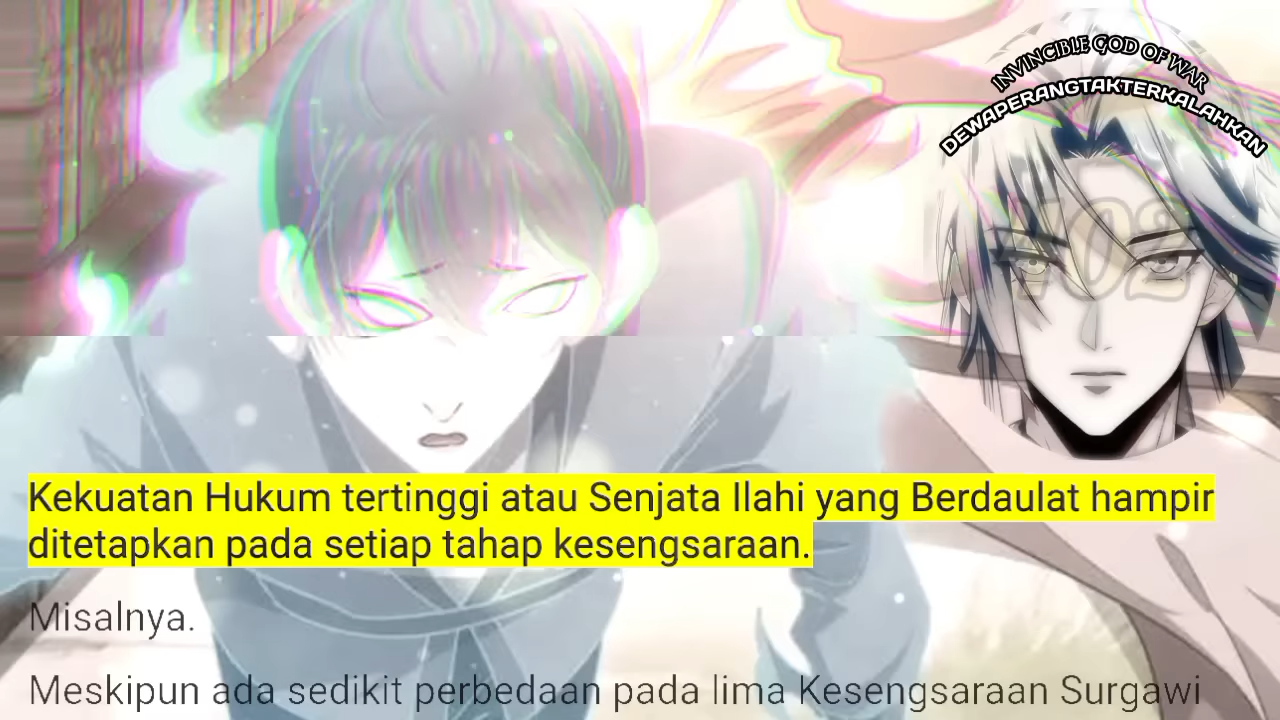 INVINCIBLE GOD OF WAR
DEWAPERANGTAKTERKALAHKAN
Kekuatan Hukum tertinggi atau Senjata Ilahi yang Berdaulat hampir
ditetapkan pada setiap tahap kesengsaraan.
Misalnya.
Meskipun ada sedikit perbedaan pada lima Kesengsaraan Surgawi